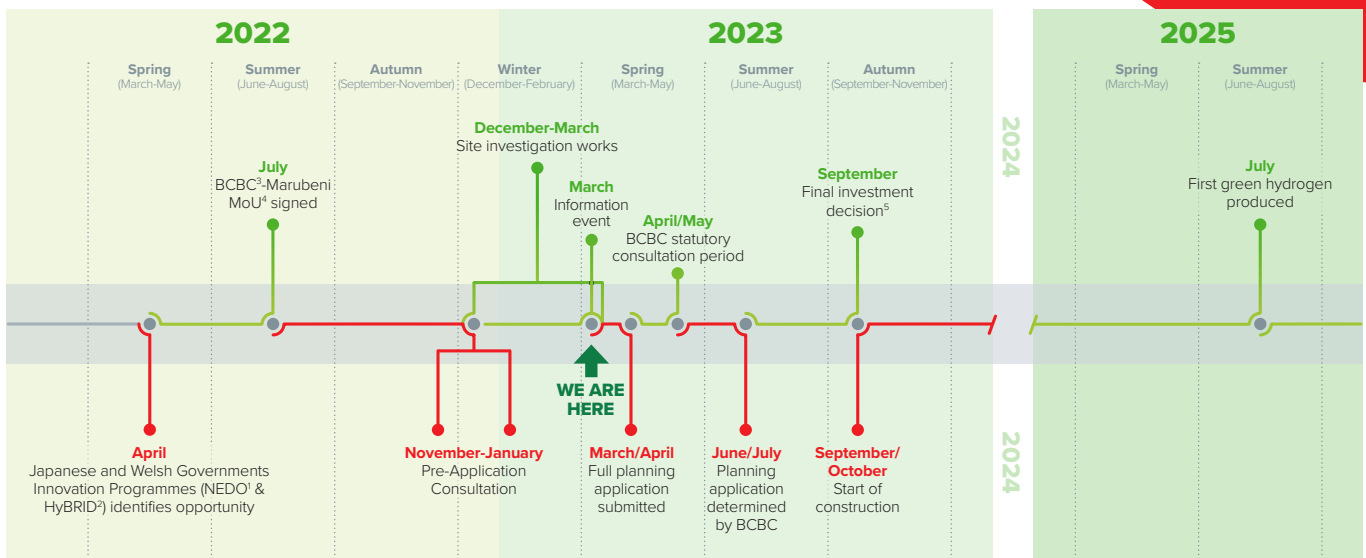 2022
2023
2025
Spring
(March-May)
Summer
(June-August)
Autumn
(September-November)
Winter
(December-February)
Spring
(March-May)
Summer
(June-August)
Autumn
(September-November)
Spring
(March-May)
Summer
(June-August)
2024
July
BCBC³-Marubeni
MoU⁴ signed
December-March
Site investigation works
March
Information
event
April/May
BCBC statutory
consultation period
September
Final investment
decision⁵
July
First green hydrogen
produced
WE ARE
HERE
April
Japanese and Welsh Governments
Innovation Programmes (NEDO¹ &
HyBRID²) identifies opportunity
November-January
Pre-Application
Consultation
March/April
Full planning
application
submitted
June/July
Planning
application
determined
by BCBC
September/
October
Start of
construction
2024